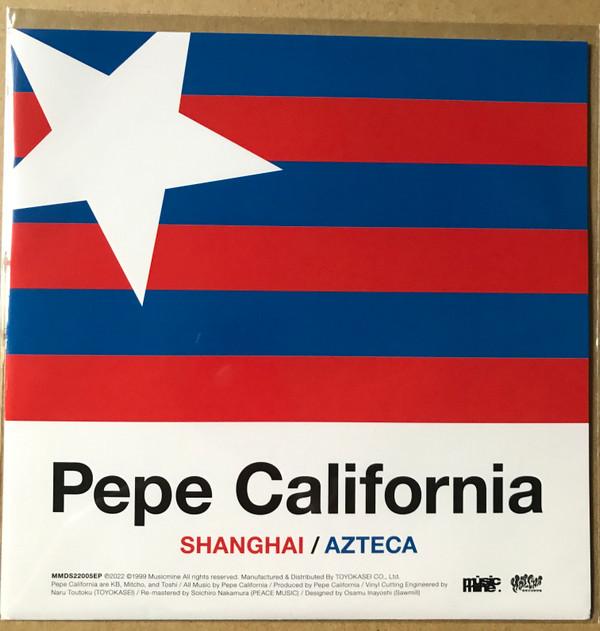 Pepe California
SHANGHAI / AZTECA
MMDS22005EP ℗2022 ©1999 Musicmine All rights reserved. Manufactured & Distributed By TOYOKASEI CO., Ltd.
Pepe California are KB, Mitcho, and Toshi / All Music by Pepe California / Produced by Pepe California / Vinyl Cutting Engineered by
Naru Toutoku (TOYOKASEI) / Re-mastered by Soichiro Nakamura (PEACE MUSIC) / Designed by Osamu Inayoshi (Sawmill)
music
mine.